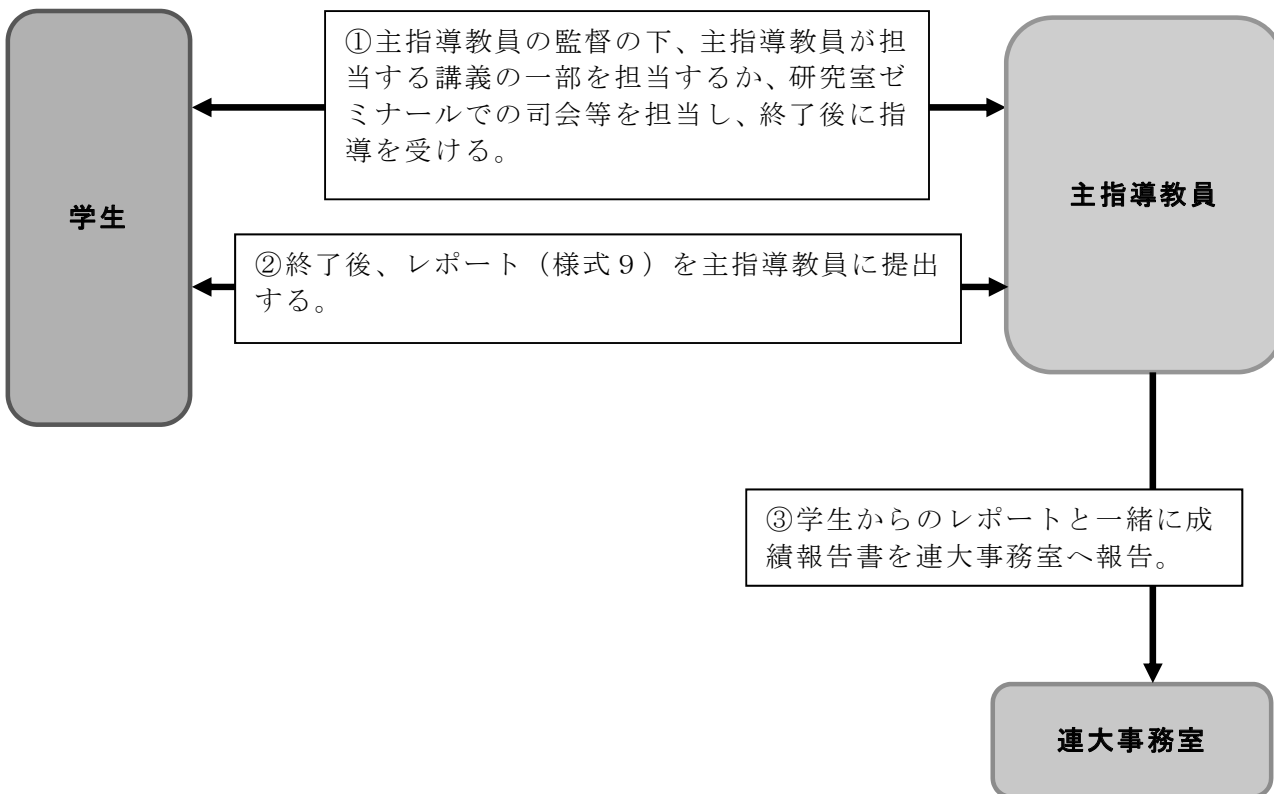 ①主指導教員の監督の下、主指導教員が担
当する講義の一部を担当するか、研究室ゼ
ミナールでの司会等を担当し、終了後に指
導を受ける。
学生
主指導教員
②終了後、レポート（様式９）を主指導教員に提出
する。
③学生からのレポートと一緒に成
績報告書を連大事務室へ報告。
連大事務室